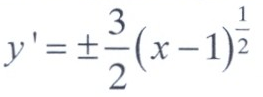 y' = ± 3/2 (x − 1)^{1/2}